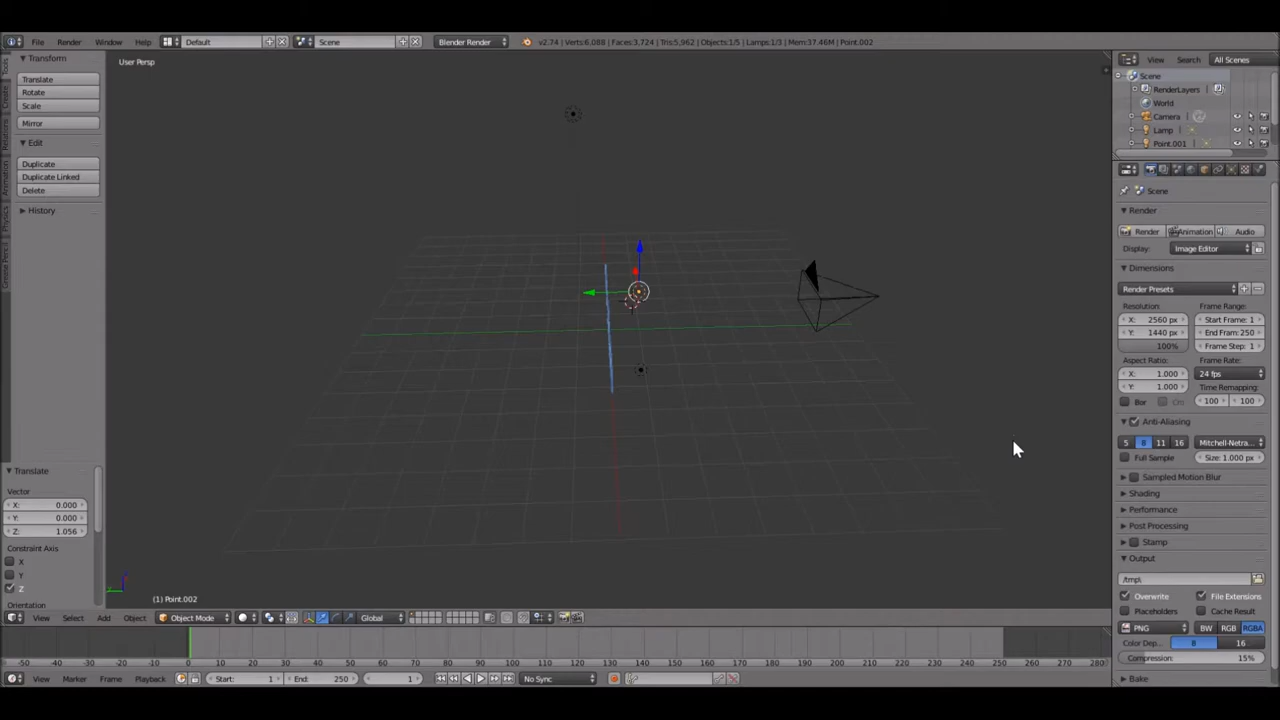 File Render Window Help Default Scene Blender Render v2.74 | Verts:6,088 | Faces:3,724 | Tris:5,962 | Objects:1/5 | Lamps:1/3 | Mem:37.46M | Point.002
View Search All Scenes
Transform
User Persp
Translate
Rotate
Scale
Mirror
Edit
Duplicate
Duplicate Linked
Delete
History
Tools
Create
Relations
Animation
Physics
Grease Pencil
Translate
Vector
X: 0.000
Y: 0.000
Z: 1.056
Constraint Axis
X
Y
Z
Orientation
(1) Point.002
View Select Add Object Object Mode Global
Scene
RenderLayers
World
Camera
Lamp
Point.001
Scene
Render
Render Animation Audio
Display: Image Editor
Dimensions
Render Presets
Resolution: Frame Range:
X: 2560 px Start Frame: 1
Y: 1440 px End Fram: 250
100% Frame Step: 1
Aspect Ratio: Frame Rate:
X: 1.000 24 fps
Y: 1.000 Time Remapping:
Bor 100 100
Anti-Aliasing
5 8 11 16 Mitchell-Netra...
Full Sample Size: 1.000 px
Sampled Motion Blur
Shading
Performance
Post Processing
Stamp
Output
/tmp\
Overwrite File Extensions
Placeholders Cache Result
PNG BW RGB RGBA
Color Dep... 8 16
Compression: 15%
Bake
-50 -40 -30 -20 -10 0 10 20 30 40 50 60 70 80 90 100 110 120 130 140 150 160 170 180 190 200 210 220 230 240 250 260 270 280
View Marker Frame Playback Start: 1 End: 250 1 No Sync